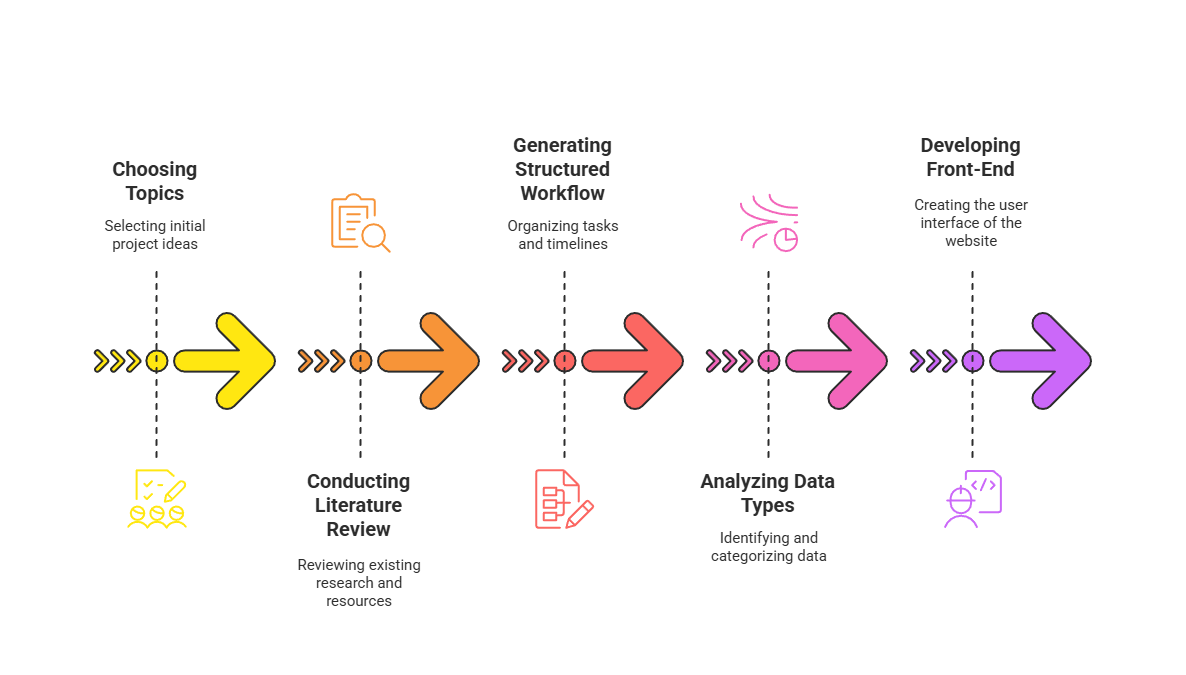 Choosing
Topics
Selecting initial
project ideas
Conducting
Literature
Review
Reviewing existing
research and
resources
Generating
Structured
Workflow
Organizing tasks
and timelines
Analyzing Data
Types
Identifying and
categorizing data
Developing
Front-End
Creating the user
interface of the
website